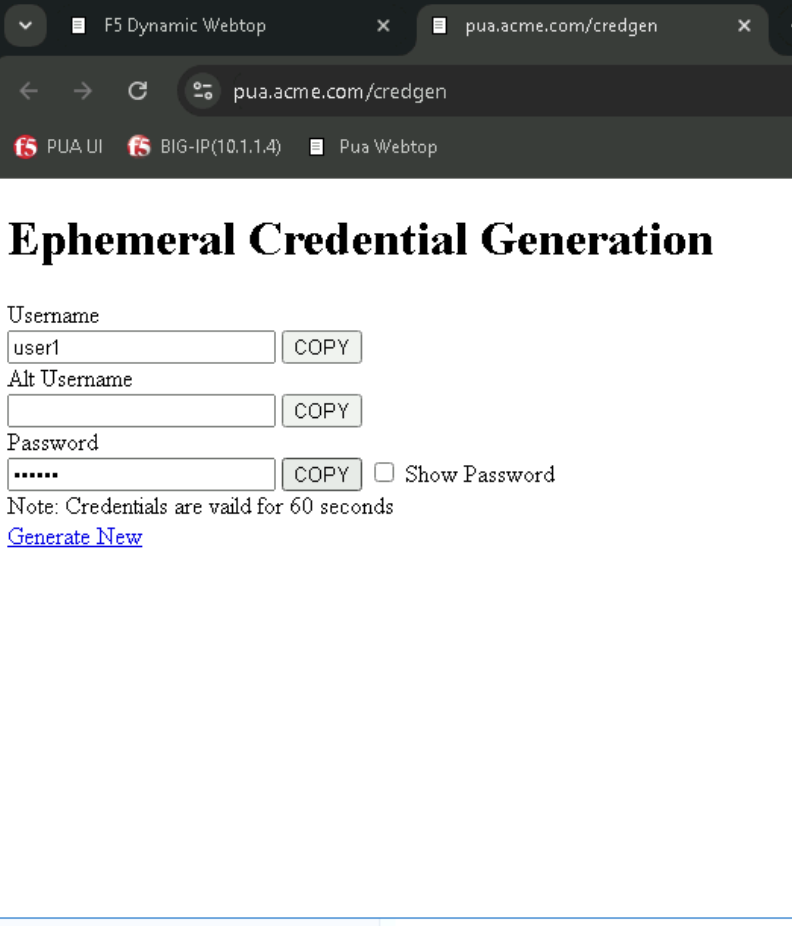 F5 Dynamic Webtop
pua.acme.com/credgen
pua.acme.com/credgen
f5 PUA UI f5 BIG-IP(10.1.1.4) Pua Webtop
Ephemeral Credential Generation
Username
user1 COPY
Alt Username
COPY
Password
•••••• COPY Show Password
Note: Credentials are vaild for 60 seconds
Generate New